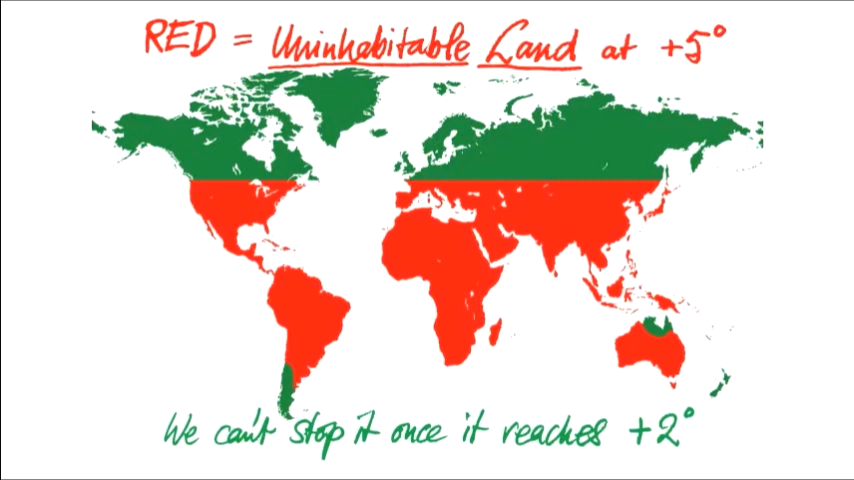 RED = Uninhabitable Land at +5°
We can't stop it once it reaches +2°